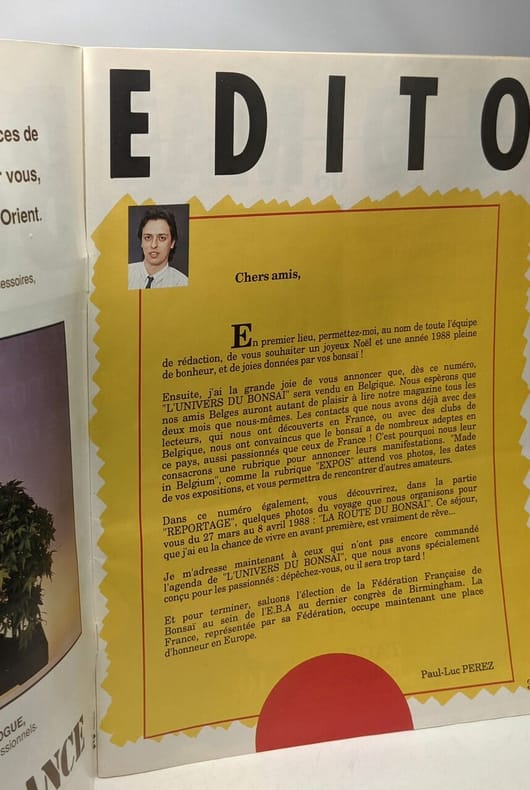 ces de
vous,
Orient.
essoires,
OGUE,
ssionnels.
ANCE
EDITO
Chers amis,
En premier lieu, permettez-moi, au nom de toute l'équipe
de rédaction, de vous souhaiter un joyeux Noël et une année 1988 pleine
de bonheur, et de joies données par vos bonsaï !
Ensuite, j'ai la grande joie de vous annoncer que, dès ce numéro,
"L'UNIVERS DU BONSAÏ" sera vendu en Belgique. Nous espérons que
nos amis Belges auront autant de plaisir à lire notre magazine tous les
deux mois que nous-mêmes. Les contacts que nous avons déjà avec des
lecteurs, qui nous ont découverts en France, ou avec des clubs de
Belgique, nous ont convaincus que le bonsaï a de nombreux adeptes en
ce pays, aussi passionnés que ceux de France ! C'est pourquoi nous leur
consacrons une rubrique pour annoncer leurs manifestations. "Made
in Belgium", comme la rubrique "EXPOS" attend vos photos, les dates
de vos expositions, et vous permettra de rencontrer d'autres amateurs.
Dans ce numéro également, vous découvrirez, dans la partie
"REPORTAGE", quelques photos du voyage que nous organisons pour
vous du 27 mars au 8 avril 1988 : "LA ROUTE DU BONSAÏ". Ce séjour,
que j'ai eu la chance de vivre en avant première, est vraiment de rêve...
Je m'adresse maintenant à ceux qui n'ont pas encore commandé
l'agenda de "L'UNIVERS DU BONSAÏ", que nous avons spécialement
conçu pour les passionnés : dépêchez-vous, ou il sera trop tard !
Et pour terminer, saluons l'élection de la Fédération Française de
Bonsaï au sein de l'E.B.A au dernier congrès de Birmingham. La
France, représentée par sa Fédération, occupe maintenant une place
d'honneur en Europe.
Paul-Luc PEREZ